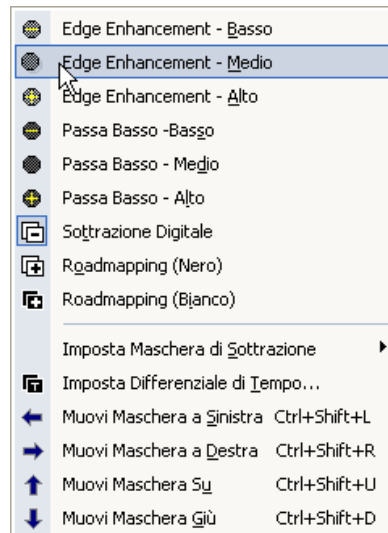 Edge Enhancement - Basso
Edge Enhancement - Medio
Edge Enhancement - Alto
Passa Basso -Basso
Passa Basso - Medio
Passa Basso - Alto
Sottrazione Digitale
Roadmapping (Nero)
Roadmapping (Bianco)
Imposta Maschera di Sottrazione
Imposta Differenziale di Tempo...
Muovi Maschera a Sinistra Ctrl+Shift+L
Muovi Maschera a Destra Ctrl+Shift+R
Muovi Maschera Su Ctrl+Shift+U
Muovi Maschera Giù Ctrl+Shift+D